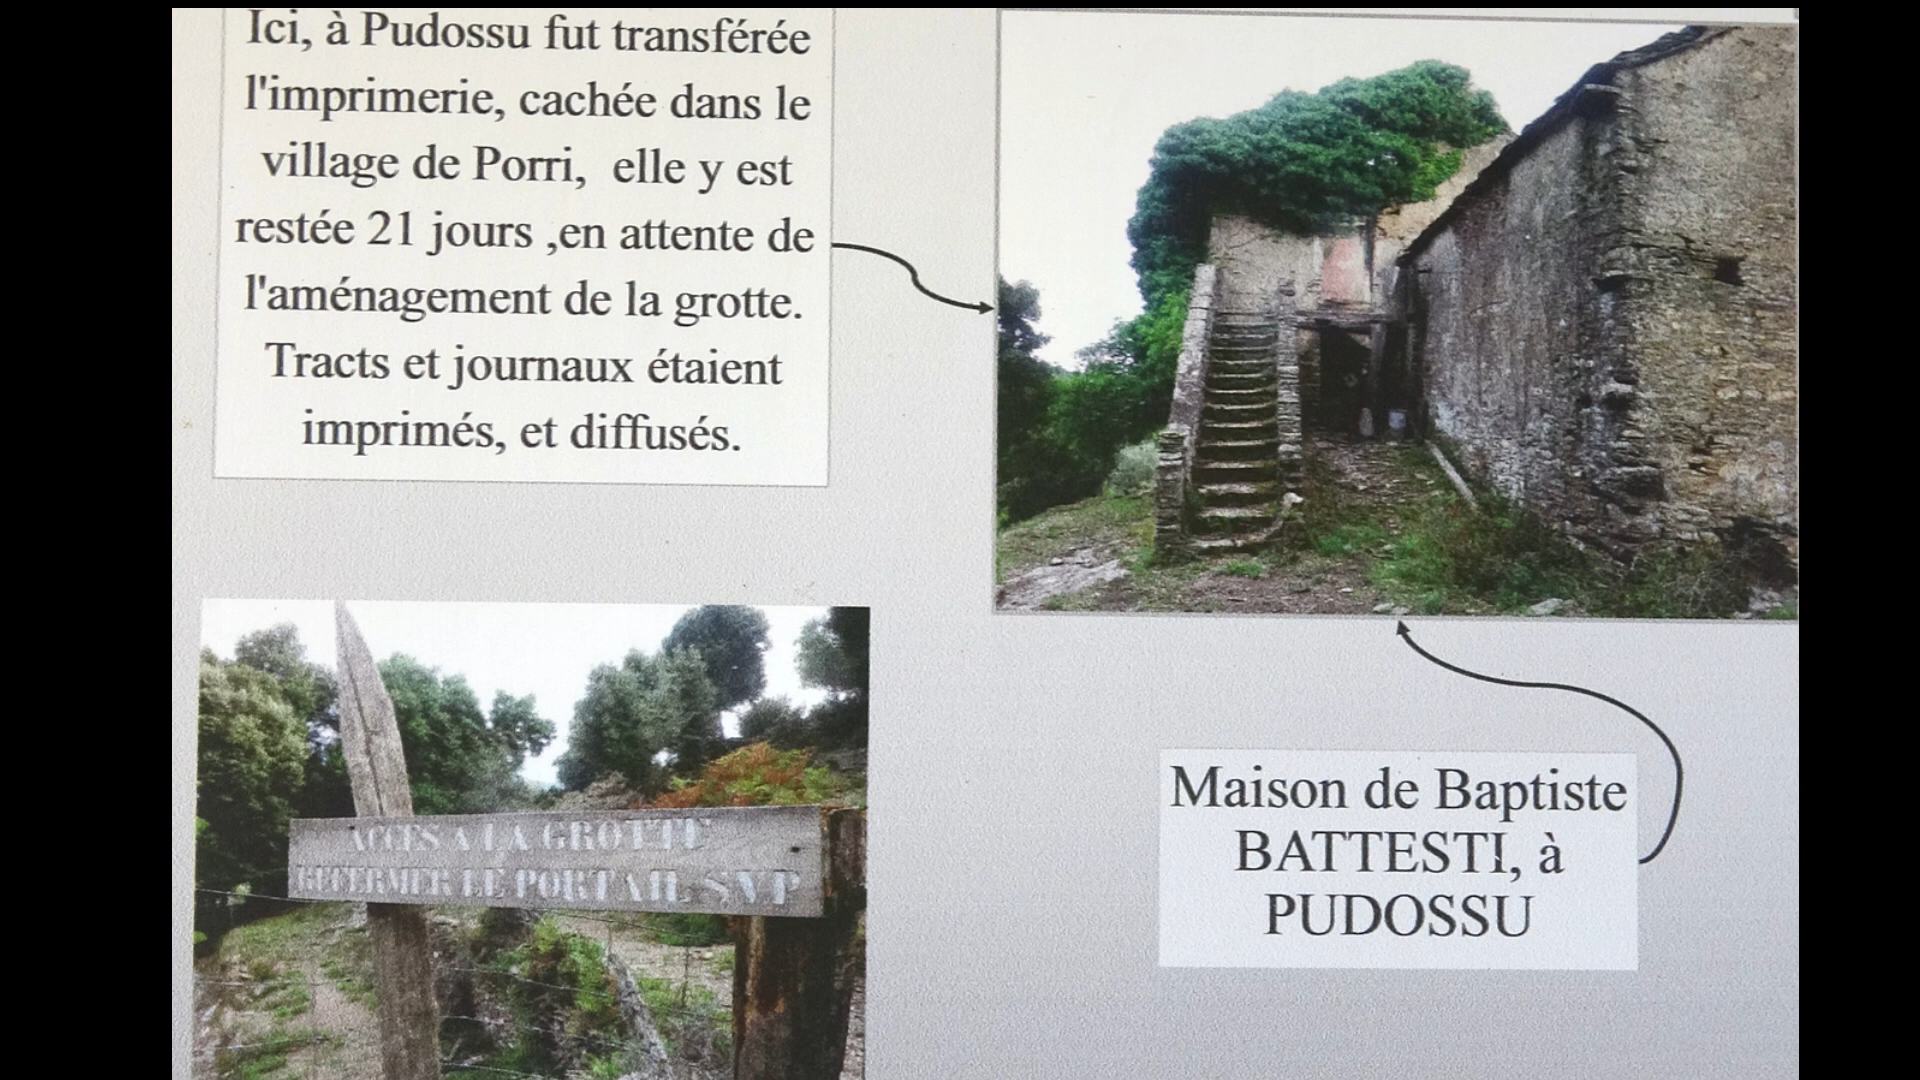 Ici, à Pudossu fut transférée
l'imprimerie, cachée dans le
village de Porri,  elle y est
restée 21 jours ,en attente de
l'aménagement de la grotte.
Tracts et journaux étaient
imprimés, et diffusés.
ACCES A LA GROTTE
REFERMER LE PORTAIL S.V.P
Maison de Baptiste
BATTESTI, à
PUDOSSU